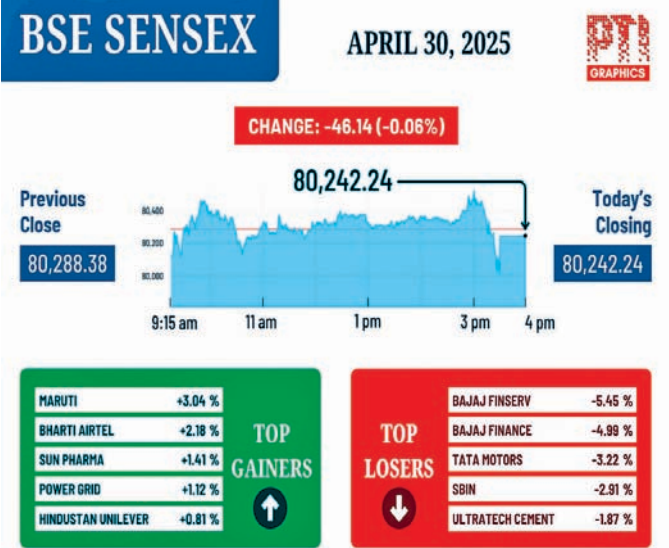 BSE SENSEX
APRIL 30, 2025
PTI
GRAPHICS
CHANGE: -46.14 (-0.06%)
80,242.24
Previous
Close
80,288.38
Today's
Closing
80,242.24
80,400
80,200
80,000
9:15 am 11 am 1 pm 3 pm 4 pm
MARUTI +3.04 %
BHARTI AIRTEL +2.18 %
SUN PHARMA +1.41 %
POWER GRID +1.12 %
HINDUSTAN UNILEVER +0.81 %
TOP
GAINERS
TOP
LOSERS
BAJAJ FINSERV -5.45 %
BAJAJ FINANCE -4.99 %
TATA MOTORS -3.22 %
SBIN -2.91 %
ULTRATECH CEMENT -1.87 %